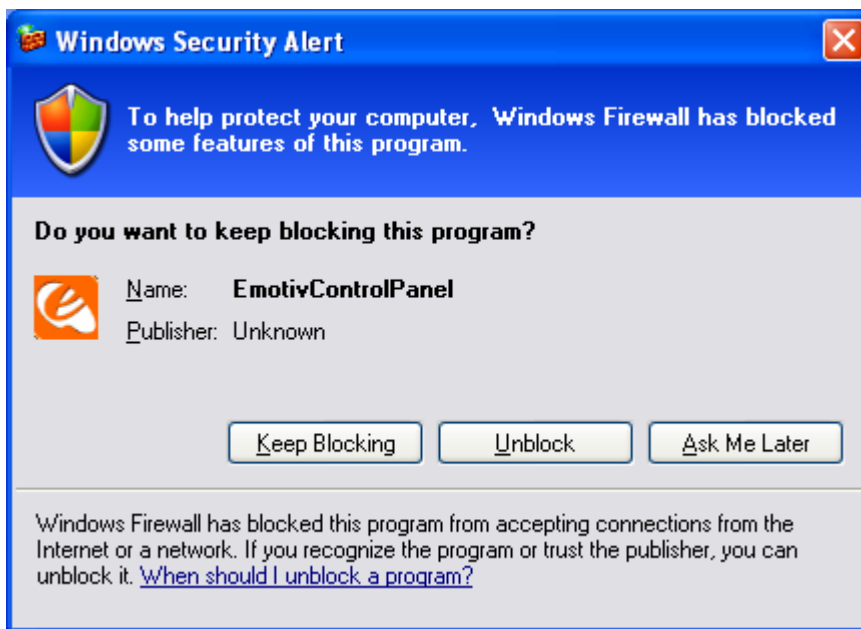 Windows Security Alert
To help protect your computer, Windows Firewall has blocked
some features of this program.
Do you want to keep blocking this program?
Name: EmotivControlPanel
Publisher: Unknown
Keep Blocking Unblock Ask Me Later
Windows Firewall has blocked this program from accepting connections from the
Internet or a network. If you recognize the program or trust the publisher, you can
unblock it. When should I unblock a program?